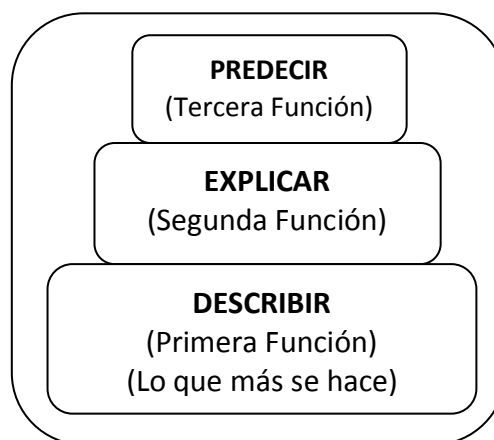 PREDECIR
(Tercera Función)
EXPLICAR
(Segunda Función)
DESCRIBIR
(Primera Función)
(Lo que más se hace)